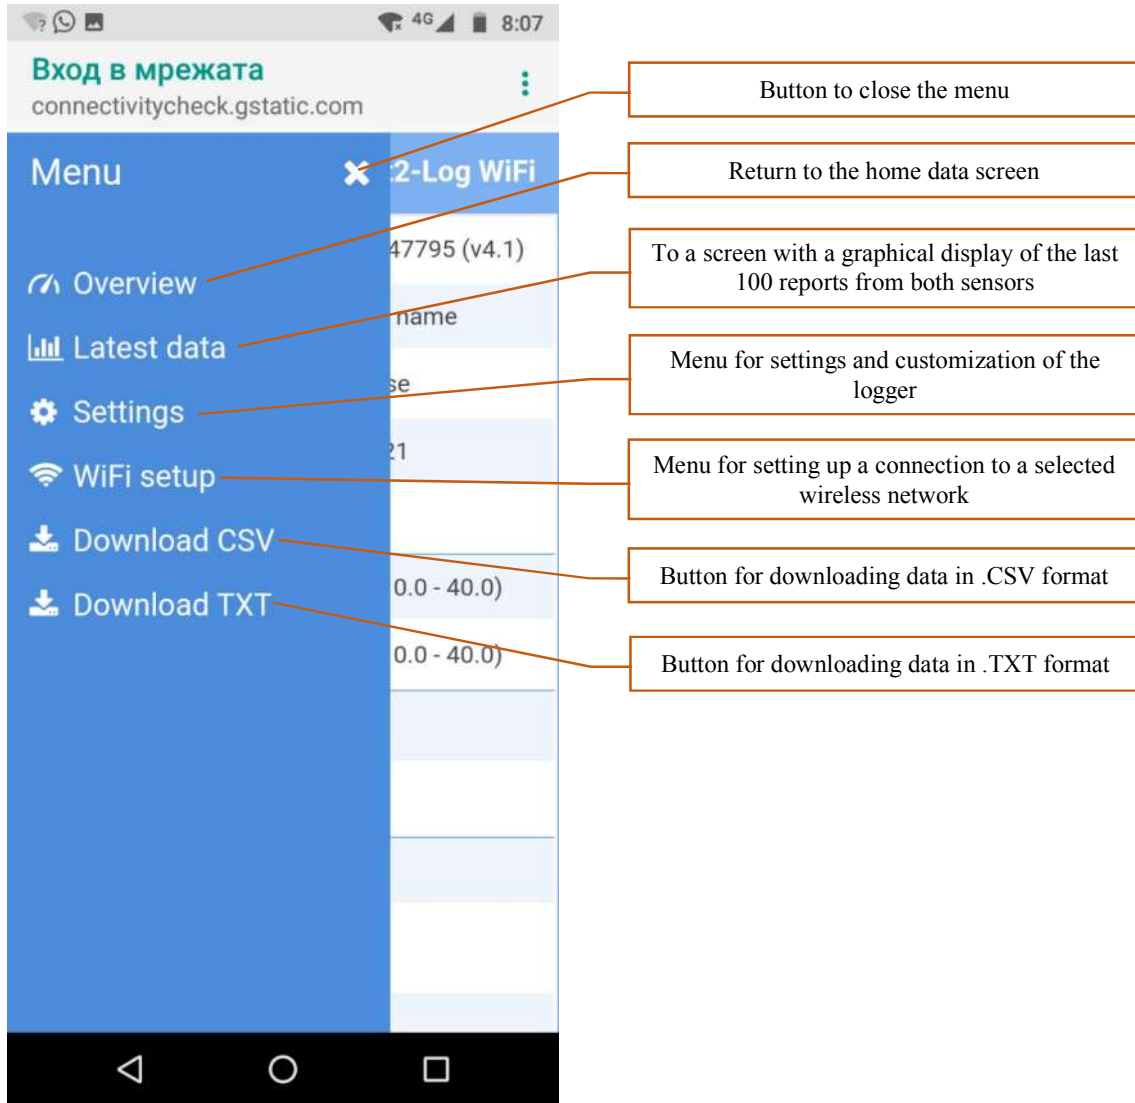 4G 8:07
Вход в мрежата
connectivitycheck.gstatic.com
Menu
:2-Log WiFi
47795 (v4.1)
Overview
name
Latest data
se
Settings
21
WiFi setup
Download CSV
0.0 - 40.0)
Download TXT
0.0 - 40.0)
Button to close the menu
Return to the home data screen
To a screen with a graphical display of the last
100 reports from both sensors
Menu for settings and customization of the
logger
Menu for setting up a connection to a selected
wireless network
Button for downloading data in .CSV format
Button for downloading data in .TXT format